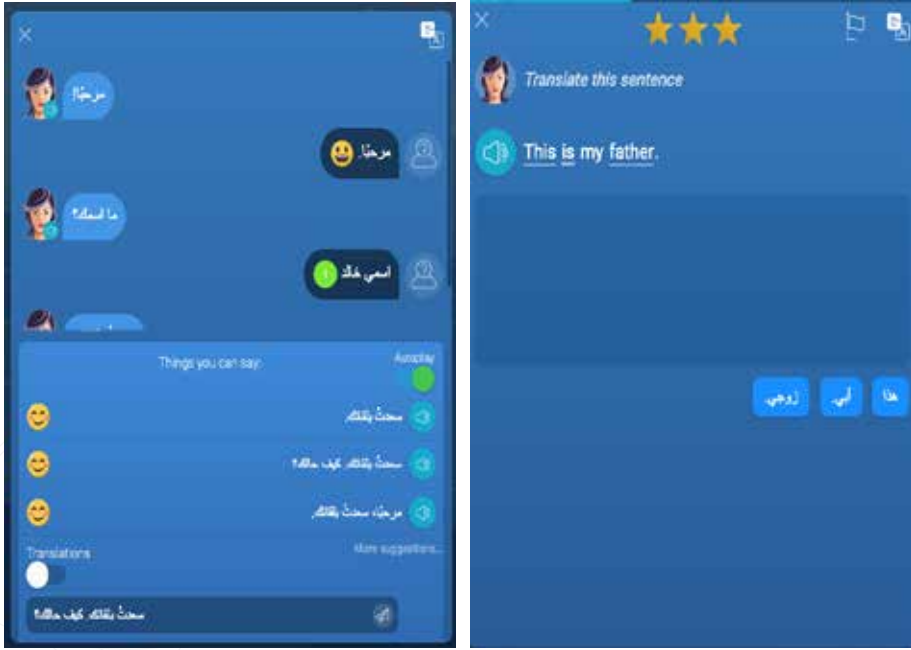 مرحبًا!
مرحبًا.
ما اسمك؟
اسمي خالد
Things you can say:
Autoplay
سعدتُ بلقائك.
سعدتُ بلقائك. كيف حالك؟
مرحبًا، سعدتُ بلقائك.
Translations
More suggestions...
سعدتُ بلقائك. كيف حالك؟
Translate this sentence
This is my father.
هذا
أبي.
زوجي.